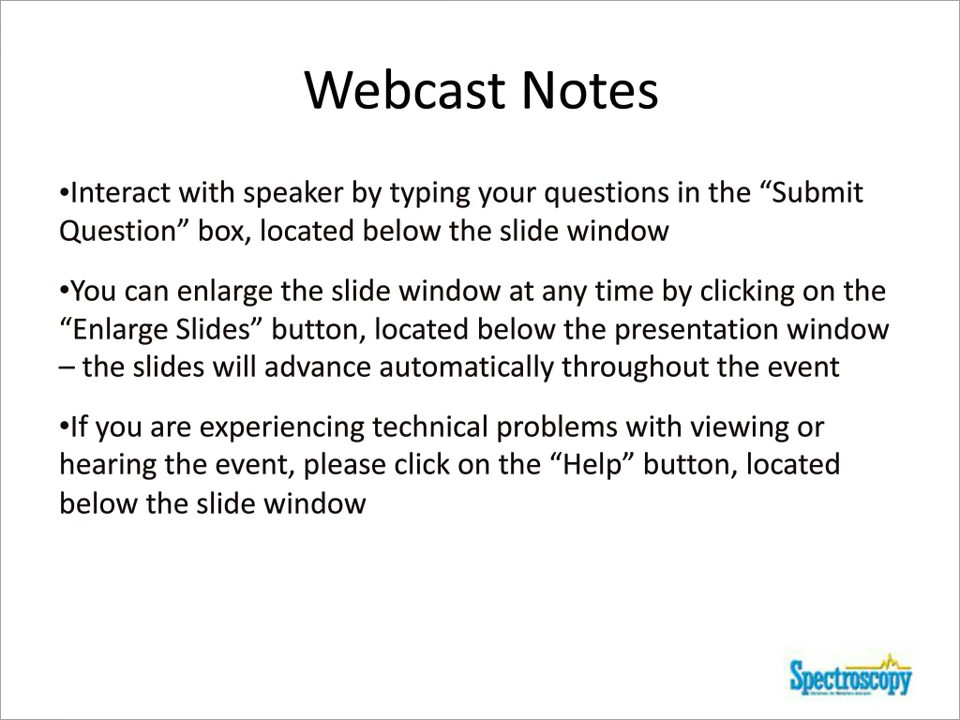 Webcast Notes
•Interact with speaker by typing your questions in the “Submit
Question” box, located below the slide window
•You can enlarge the slide window at any time by clicking on the
“Enlarge Slides” button, located below the presentation window
– the slides will advance automatically throughout the event
•If you are experiencing technical problems with viewing or
hearing the event, please click on the “Help” button, located
below the slide window
Spectroscopy